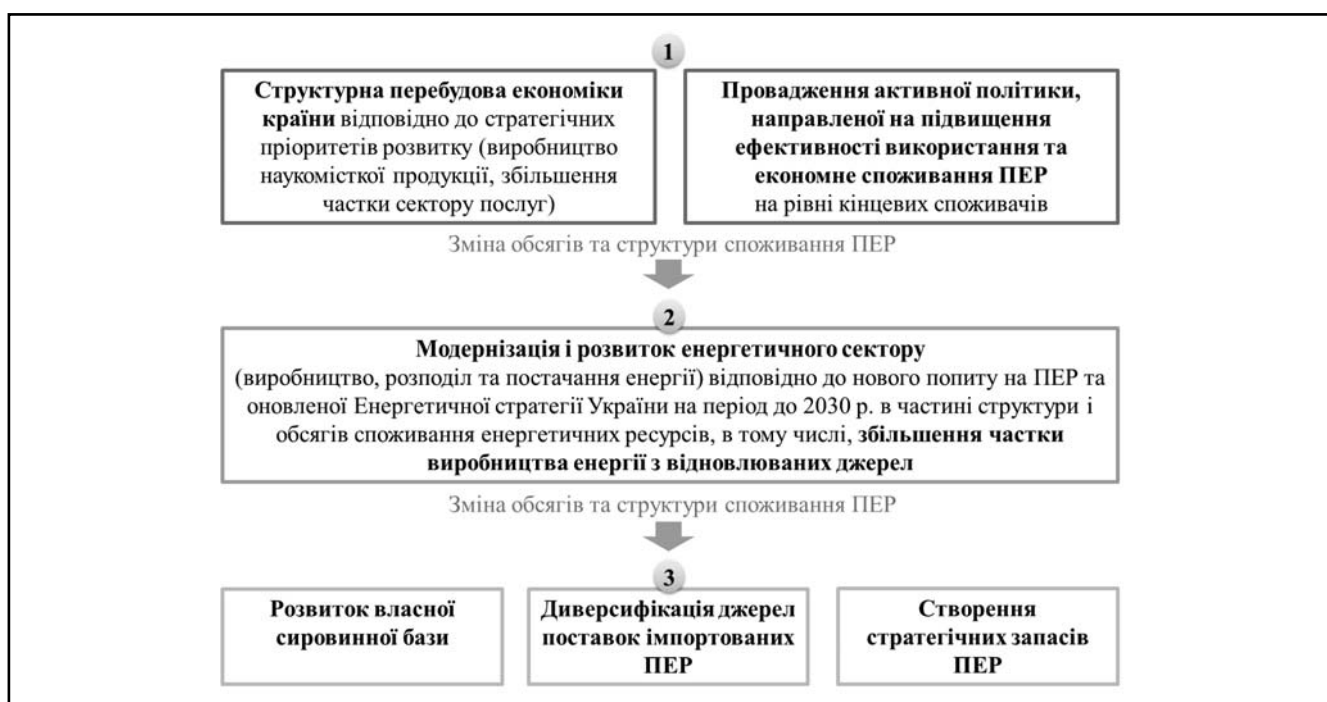 1
Структурна перебудова економіки
країни відповідно до стратегічних
пріоритетів розвитку (виробництво
наукомісткої продукції, збільшення
частки сектору послуг)
Провадження активної політики,
направленої на підвищення
ефективності використання та
економне споживання ПЕР
на рівні кінцевих споживачів
Зміна обсягів та структури споживання ПЕР
2
Модернізація і розвиток енергетичного сектору
(виробництво, розподіл та постачання енергії) відповідно до нового попиту на ПЕР та
оновленої Енергетичної стратегії України на період до 2030 р. в частині структури і
обсягів споживання енергетичних ресурсів, в тому числі, збільшення частки
виробництва енергії з відновлюваних джерел
Зміна обсягів та структури споживання ПЕР
3
Розвиток власної
сировинної бази
Диверсифікація джерел
поставок імпортованих
ПЕР
Створення
стратегічних запасів
ПЕР